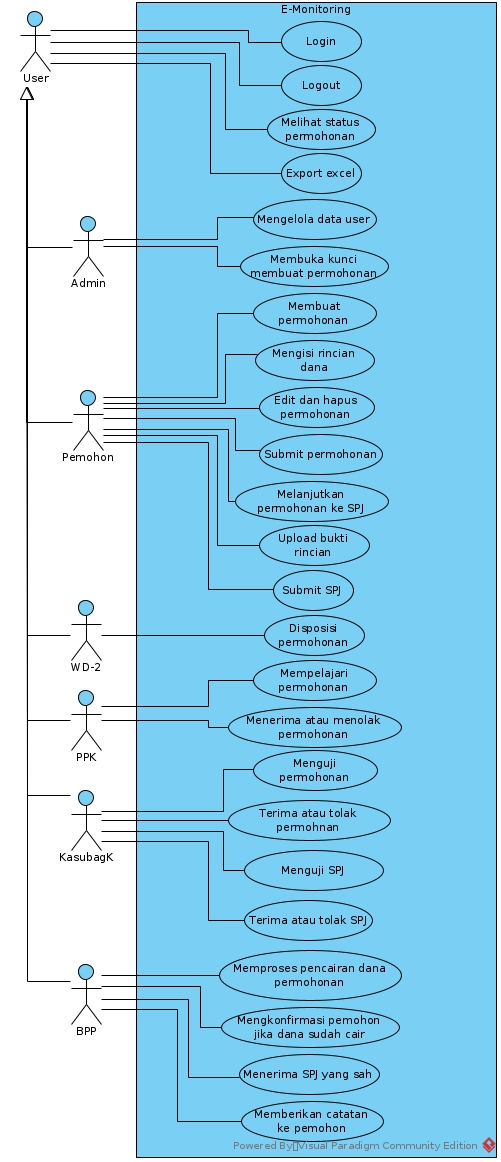 E-Monitoring
User
Login
Logout
Melihat status
permohonan
Export excel
Admin
Mengelola data user
Membuka kunci
membuat permohonan
Pemohon
Membuat
permohonan
Mengisi rincian
dana
Edit dan hapus
permohonan
Submit permohonan
Melanjutkan
permohonan ke SPJ
Upload bukti
rincian
Submit SPJ
WD-2
Disposisi
permohonan
PPK
Mempelajari
permohonan
Menerima atau menolak
permohonan
KasubagK
Menguji
permohonan
Terima atau tolak
permohnan
Menguji SPJ
Terima atau tolak SPJ
BPP
Memproses pencairan dana
permohonan
Mengkonfirmasi pemohon
jika dana sudah cair
Menerima SPJ yang sah
Memberikan catatan
ke pemohon
Powered By Visual Paradigm Community Edition